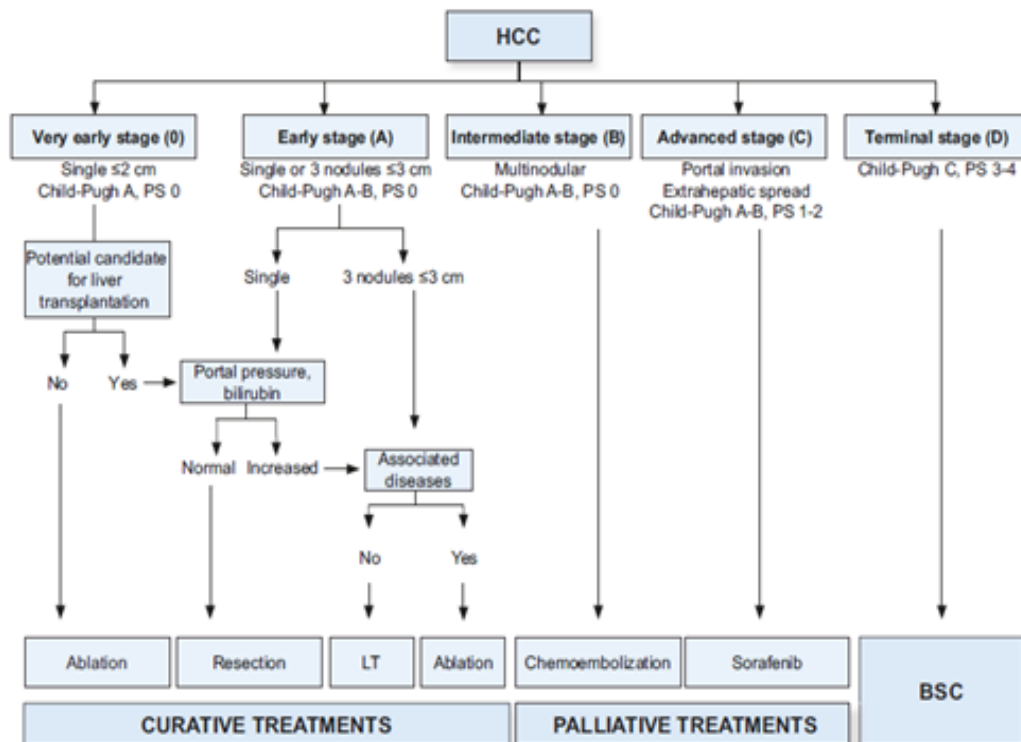 HCC
Very early stage (0)
Single ≤2 cm
Child-Pugh A, PS 0
Early stage (A)
Single or 3 nodules ≤3 cm
Child-Pugh A-B, PS 0
Intermediate stage (B)
Multinodular
Child-Pugh A-B, PS 0
Advanced stage (C)
Portal invasion
Extrahepatic spread
Child-Pugh A-B, PS 1-2
Terminal stage (D)
Child-Pugh C, PS 3-4
Potential candidate
for liver
transplantation
Single
3 nodules ≤3 cm
No
Yes
Portal pressure,
bilirubin
Normal
Increased
Associated
diseases
No
Yes
Ablation
Resection
LT
Ablation
Chemoembolization
Sorafenib
BSC
CURATIVE TREATMENTS
PALLIATIVE TREATMENTS